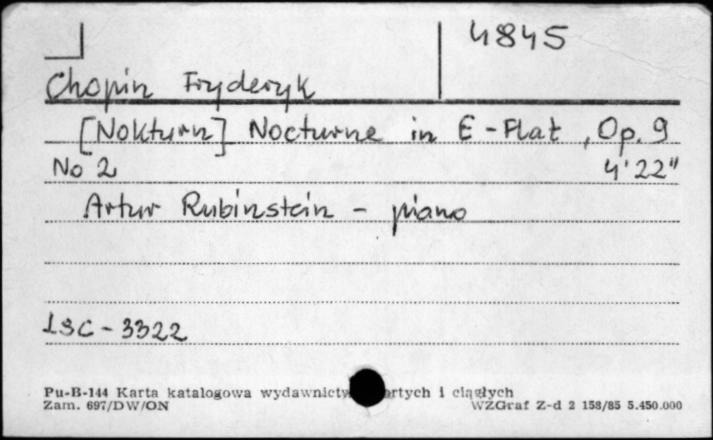 4845
Chopin Fryderyk
[Nokturn] Nocturne in E-Flat, Op. 9
No 2 4'22"
Artur Rubinstein - piano
LSC-3322
Pu-B-144 Karta katalogowa wydawnictw artych i ciągłych
Zam. 697/DW/ON WZGraf Z-d 2 158/85 5.450.000